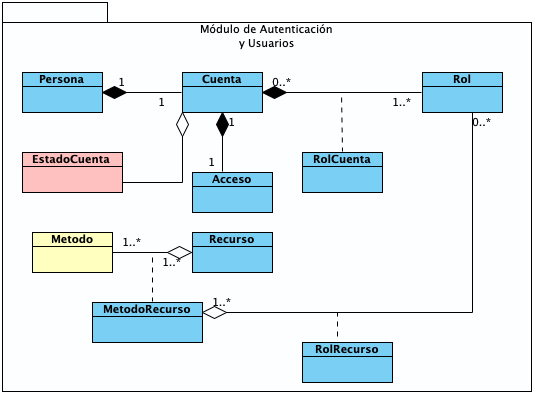 Módulo de Autenticación
y Usuarios
Persona
1
1
Cuenta
0..*
1..*
Rol
0..*
1
1
EstadoCuenta
Acceso
RolCuenta
Metodo
1..*
1..*
Recurso
MetodoRecurso
1..*
RolRecurso